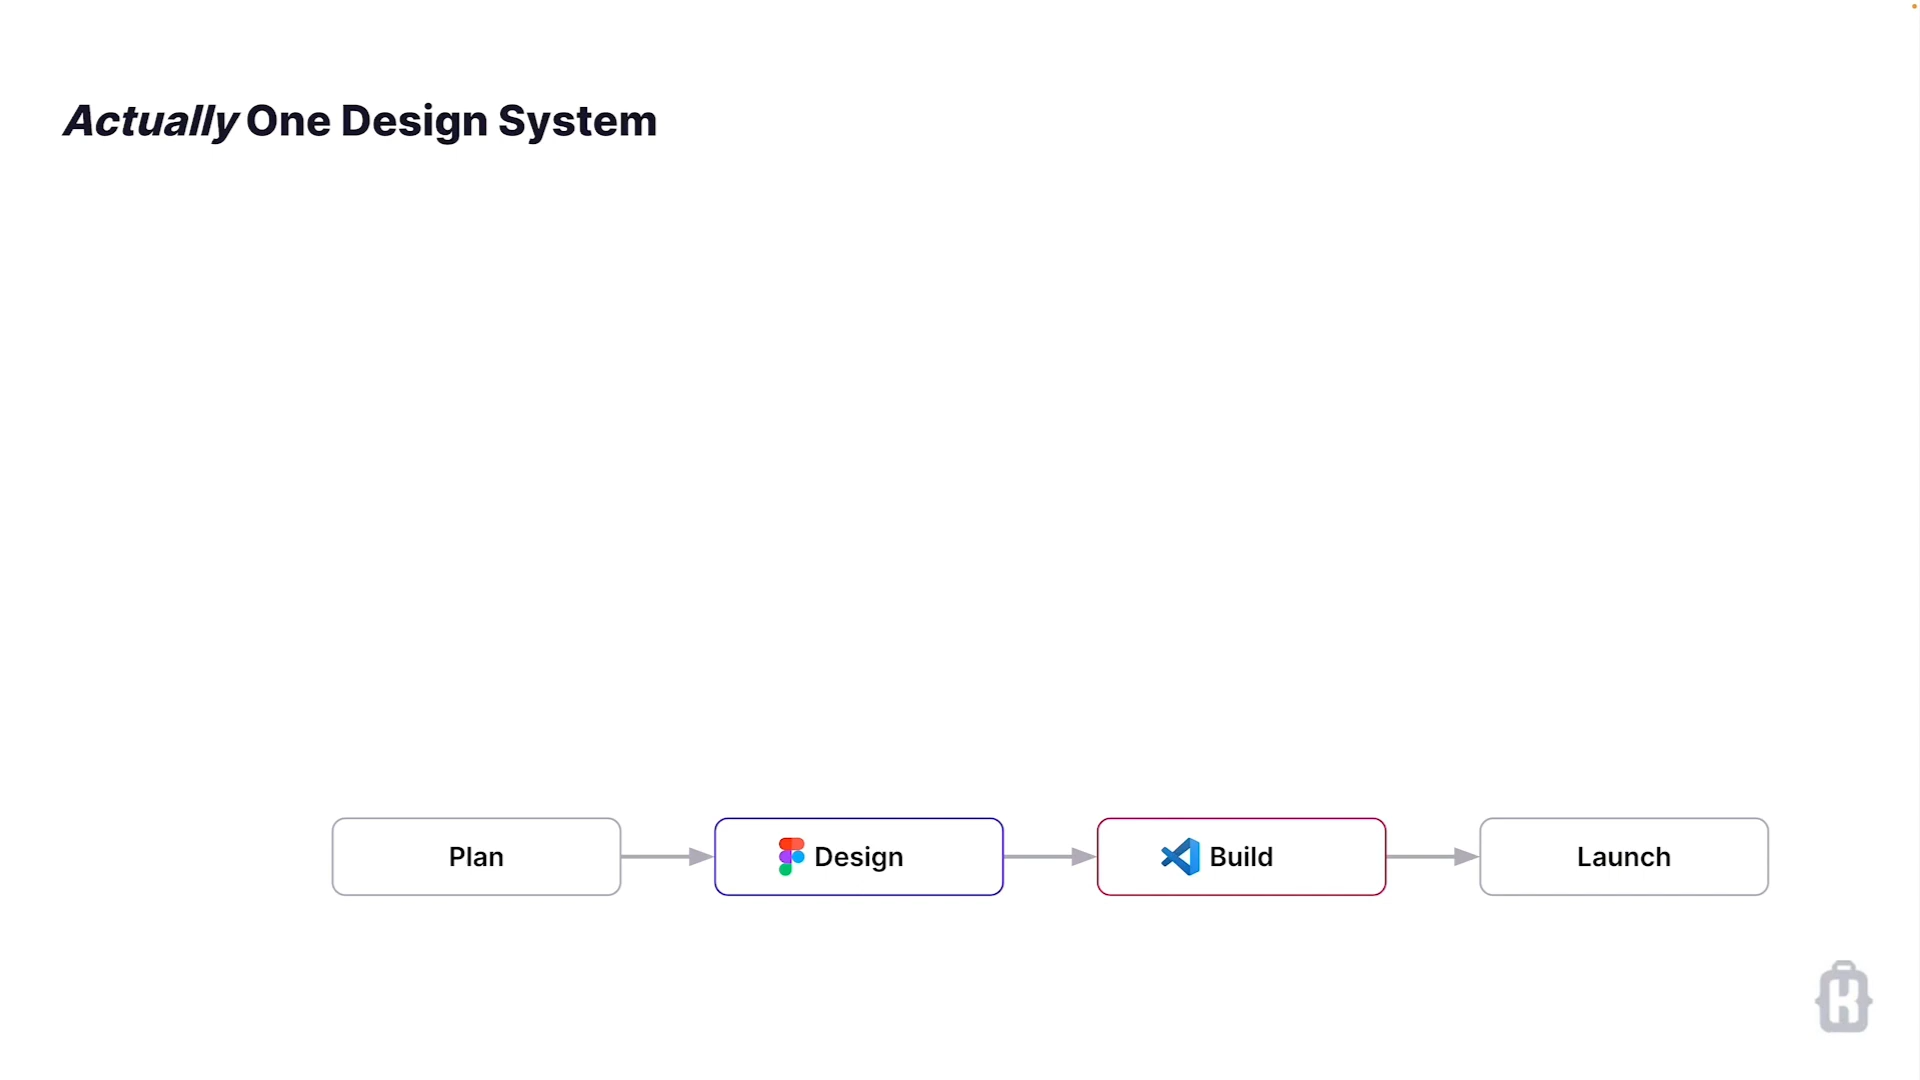 Actually One Design System
Plan
Design
Build
Launch
K